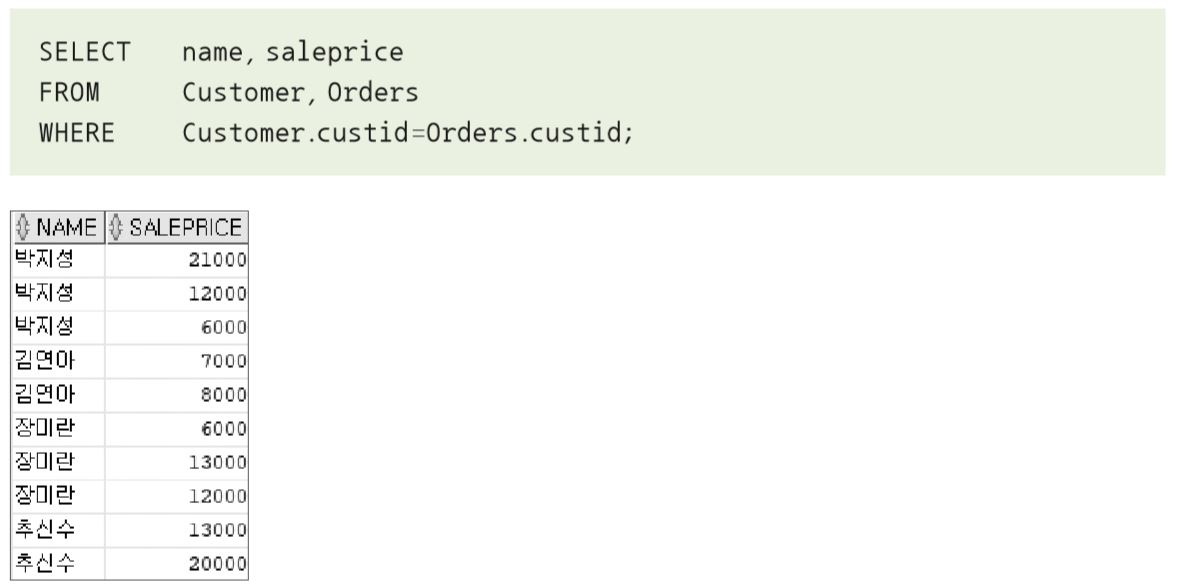 SELECT name, saleprice
FROM Customer, Orders
WHERE Customer.custid=Orders.custid;
NAME SALEPRICE
박지성 21000
박지성 12000
박지성 6000
김연아 7000
김연아 8000
장미란 6000
장미란 13000
장미란 12000
추신수 13000
추신수 20000